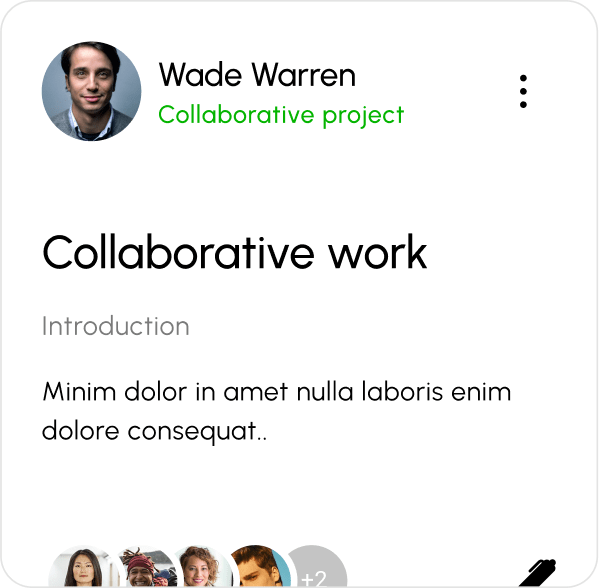 Wade Warren
Collaborative project
Collaborative work
Introduction
Minim dolor in amet nulla laboris enim
dolore consequat..
+2